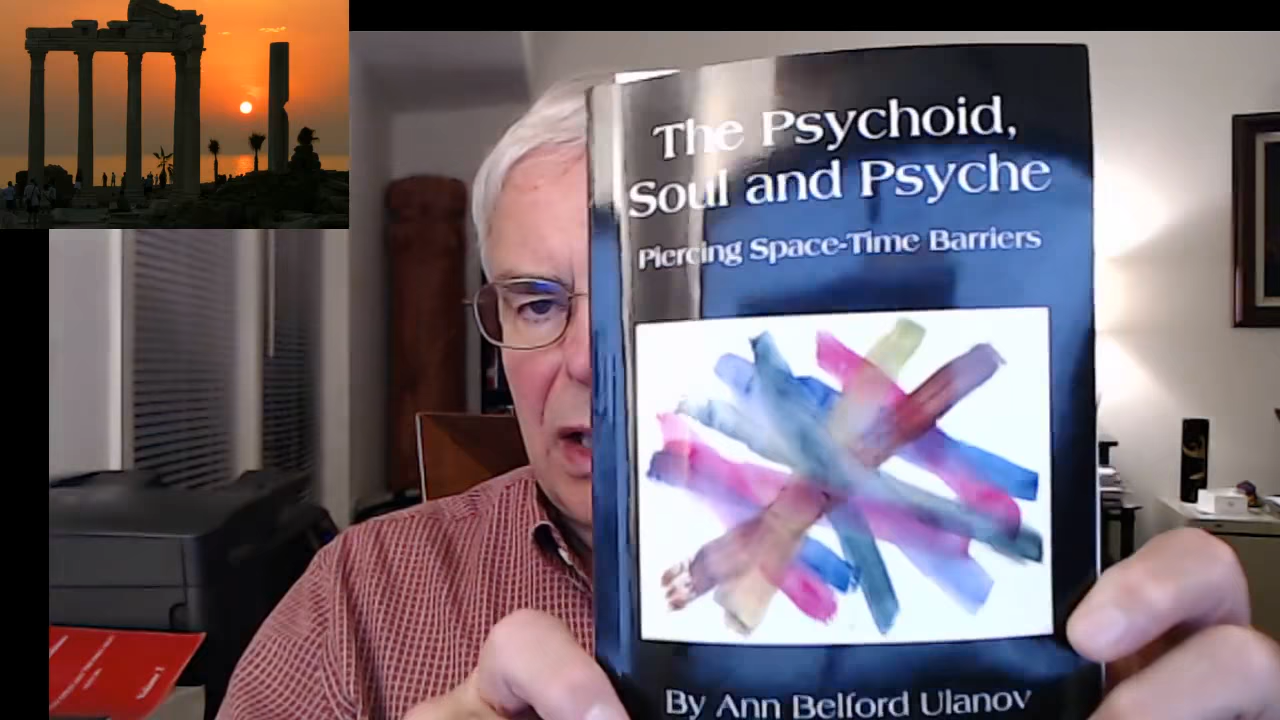 The Psychoid,
Soul and Psyche
Piercing Space-Time Barriers
By Ann Belford Ulanov